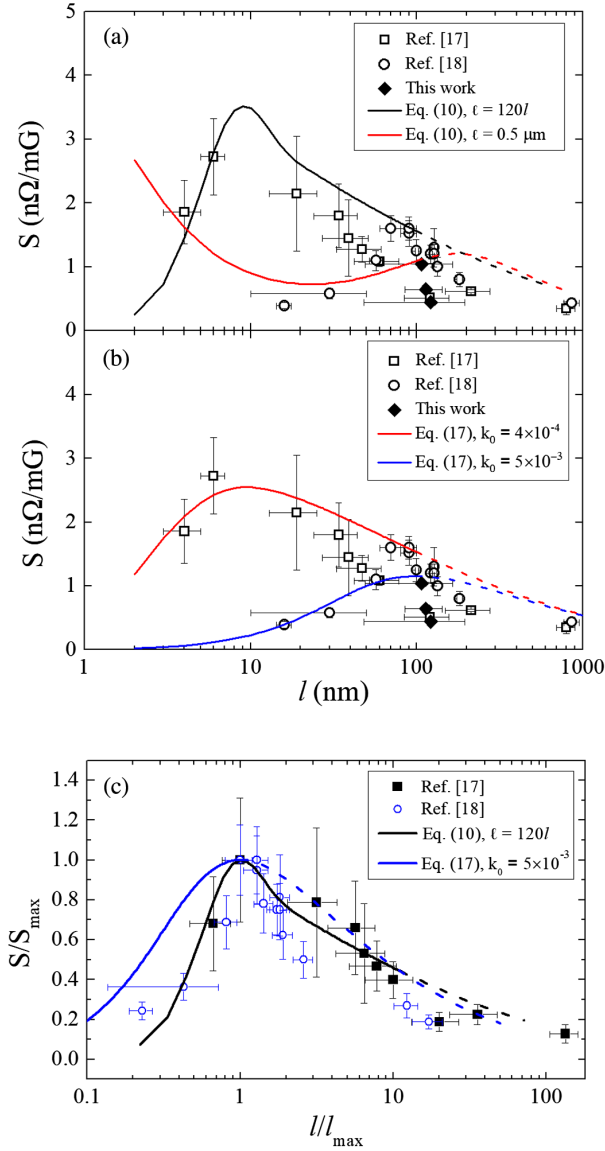 (a)
Ref. [17]
Ref. [18]
This work
Eq. (10), ℓ = 120l
Eq. (10), ℓ = 0.5 μm
S (nΩ/mG)
5
4
3
2
1
0
(b)
Ref. [17]
Ref. [18]
This work
Eq. (17), k₀ = 4×10⁻⁴
Eq. (17), k₀ = 5×10⁻³
S (nΩ/mG)
4
3
2
1
0
1 10 100 1000
l (nm)
(c)
Ref. [17]
Ref. [18]
Eq. (10), ℓ = 120l
Eq. (17), k₀ = 5×10⁻³
S/Sₘₐₓ
1.4
1.2
1.0
0.8
0.6
0.4
0.2
0.0
0.1 1 10 100
l/lₘₐₓ